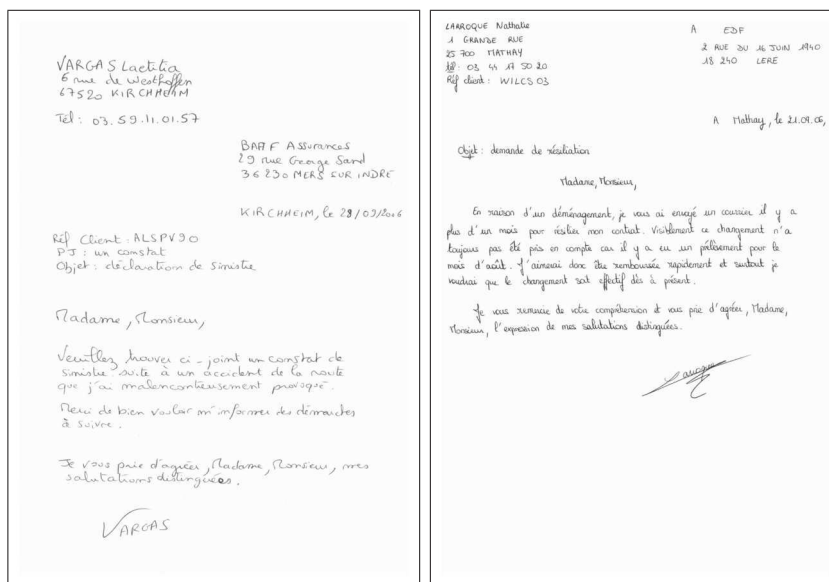 VARGAS Laetitia
6 rue de Westhoffen
67520 KIRCHHEIM
Tél : 03.59.11.01.57
BAFF Assurances
29 rue George Sand
36230 MERS SUR INDRE
KIRCHHEIM, le 29/09/2006
Réf Client : ALSPV90
PJ : un constat
Objet : déclaration de sinistre
Madame, Monsieur,
Veuillez trouver ci-joint un constat de
sinistre suite à un accident de la route
que j'ai malencontreusement provoqué.
Merci de bien vouloir m'informer des démarches
à suivre.
Je vous prie d'agréer, Madame, Monsieur, mes
salutations distinguées.
VARGAS
LARROQUE Nathalie
1 GRANDE RUE
25 700 MATHAY
tél : 03 44 17 50 20
Réf client : WILCS 03
A EDF
2 RUE DU 16 JUIN 1940
18 240 LERE
A Mathay, le 21.09.06,
Objet : demande de résiliation
Madame, Monsieur,
En raison d'un déménagement, je vous ai envoyé un courrier il y a
plus d'un mois pour résilier mon contrat. Visiblement ce changement n'a
toujours pas été pris en compte car il y a eu un prélèvement pour le
mois d'août. J'aimerai donc être remboursée rapidement et surtout je
voudrai que le changement soit effectif dès à présent.
Je vous remercie de votre compréhension et vous prie d'agréer, Madame,
Monsieur, l'expression de mes salutations distinguées.